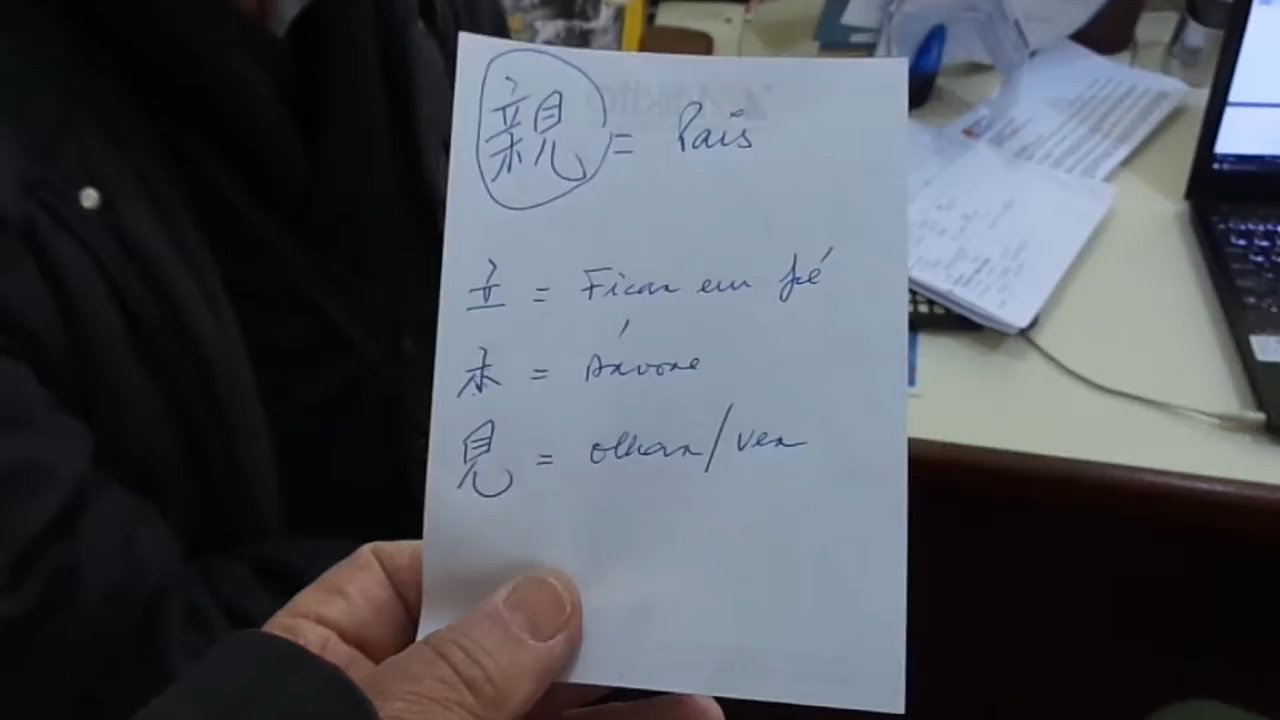 親 = Pais
立 = Ficar em pé
木 = Árvore
見 = olhar/ver